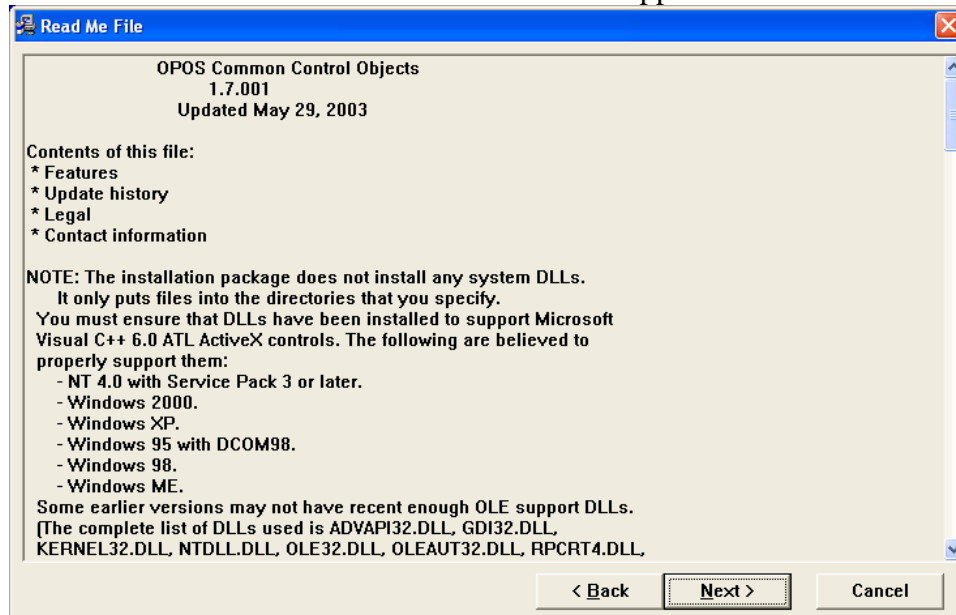 Read Me File
OPOS Common Control Objects
1.7.001
Updated May 29, 2003
Contents of this file:
* Features
* Update history
* Legal
* Contact information
NOTE: The installation package does not install any system DLLs.
It only puts files into the directories that you specify.
You must ensure that DLLs have been installed to support Microsoft
Visual C++ 6.0 ATL ActiveX controls. The following are believed to
properly support them:
- NT 4.0 with Service Pack 3 or later.
- Windows 2000.
- Windows XP.
- Windows 95 with DCOM98.
- Windows 98.
- Windows ME.
Some earlier versions may not have recent enough OLE support DLLs.
(The complete list of DLLs used is ADVAPI32.DLL, GDI32.DLL,
KERNEL32.DLL, NTDLL.DLL, OLE32.DLL, OLEAUT32.DLL, RPCRT4.DLL,
< Back Next > Cancel